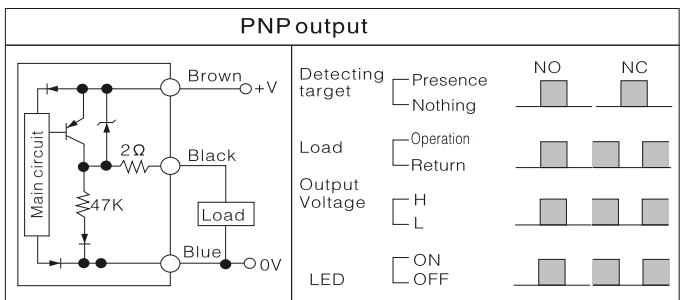 PNP output
Main circuit
2Ω
47K
Brown
+V
Black
Load
Blue
0V
NO NC
Detecting target
Presence
Nothing
Load
Operation
Return
Output Voltage
H
L
LED
ON
OFF